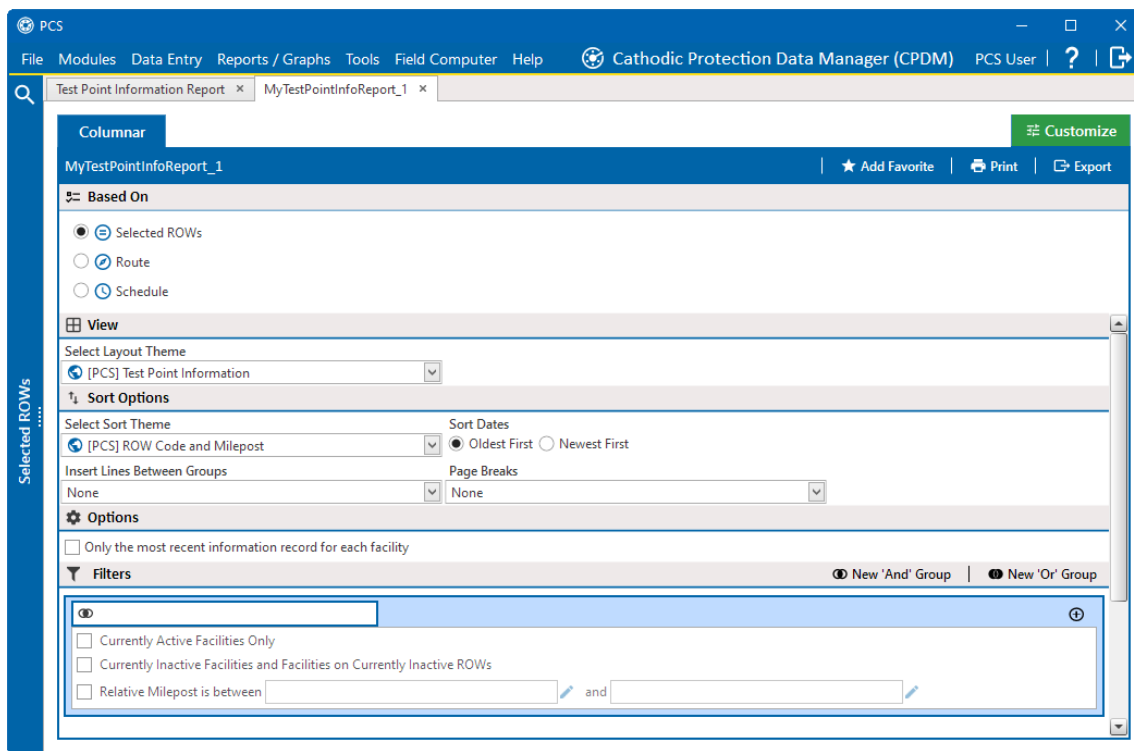 PCS
File Modules Data Entry Reports / Graphs Tools Field Computer Help Cathodic Protection Data Manager (CPDM) PCS User ?
Test Point Information Report × MyTestPointInfoReport_1 ×
Columnar Customize
MyTestPointInfoReport_1 Add Favorite Print Export
Based On
Selected ROWs
Route
Schedule
View
Select Layout Theme
[PCS] Test Point Information
Sort Options
Select Sort Theme Sort Dates
[PCS] ROW Code and Milepost Oldest First Newest First
Insert Lines Between Groups Page Breaks
None None
Options
Only the most recent information record for each facility
Filters New 'And' Group New 'Or' Group
Currently Active Facilities Only
Currently Inactive Facilities and Facilities on Currently Inactive ROWs
Relative Milepost is between and
Selected ROWs